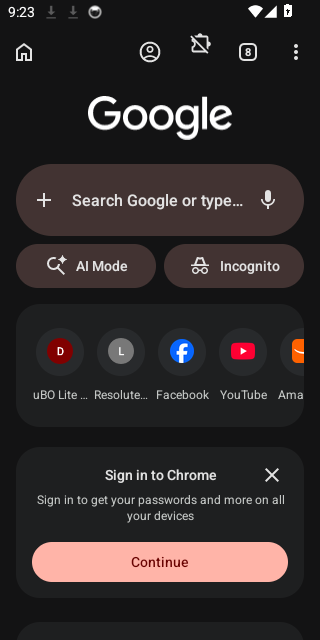 9:23
8
Google
Search Google or type…
AI Mode
Incognito
D
L
uBO Lite …
Resolute…
Facebook
YouTube
Ama
Sign in to Chrome
Sign in to get your passwords and more on all
your devices
Continue